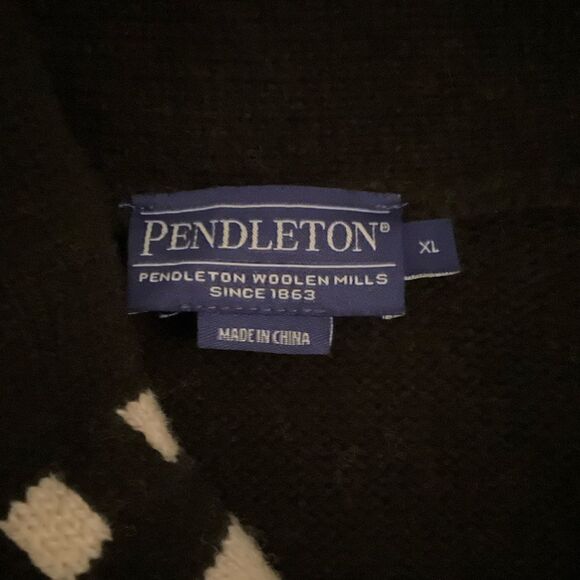 PENDLETON®
XL
PENDLETON WOOLEN MILLS
SINCE 1863
MADE IN CHINA